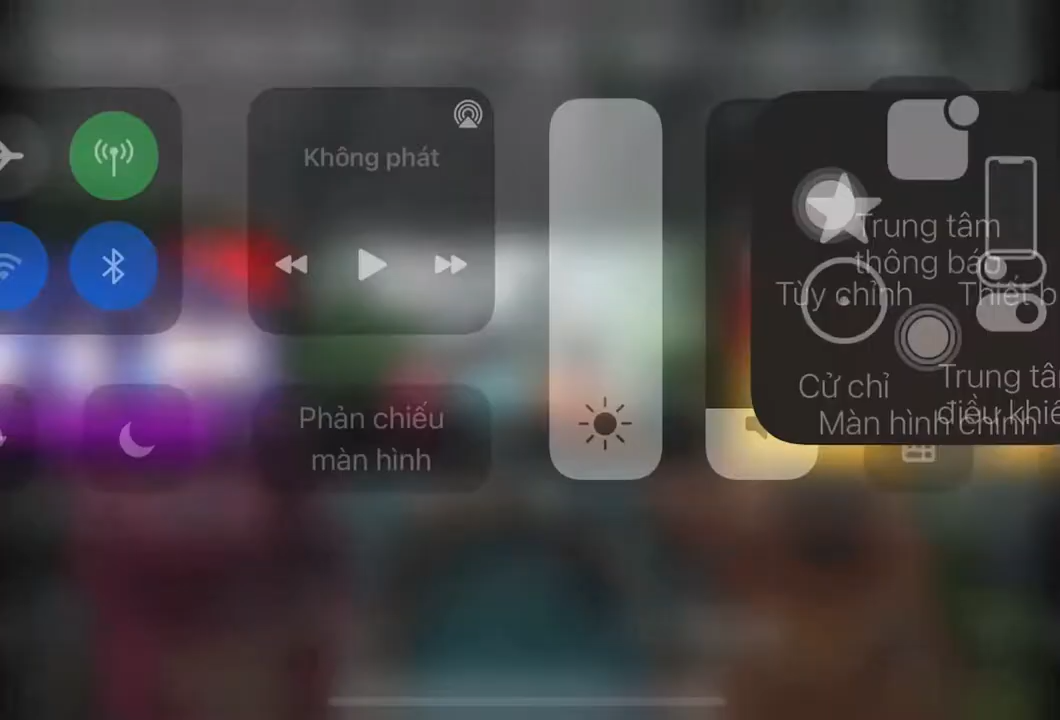 Không phát
Phản chiếu
màn hình
Trung tâm
thông báo
Tùy chỉnh
Cử chỉ
Màn hình chính